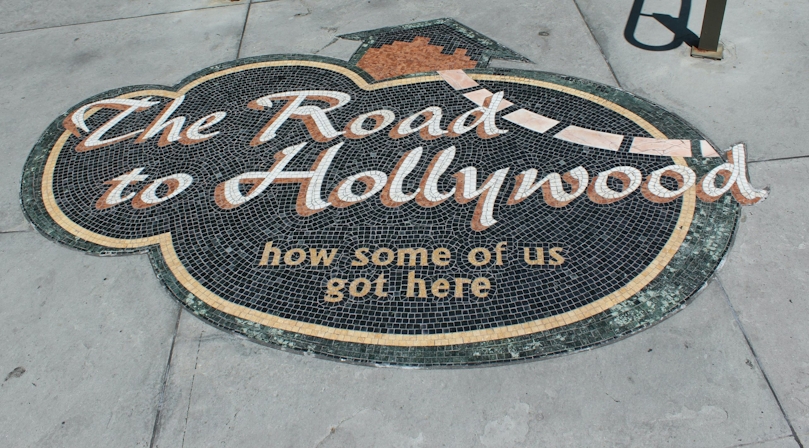 The Road
to Hollywood
how some of us
got here